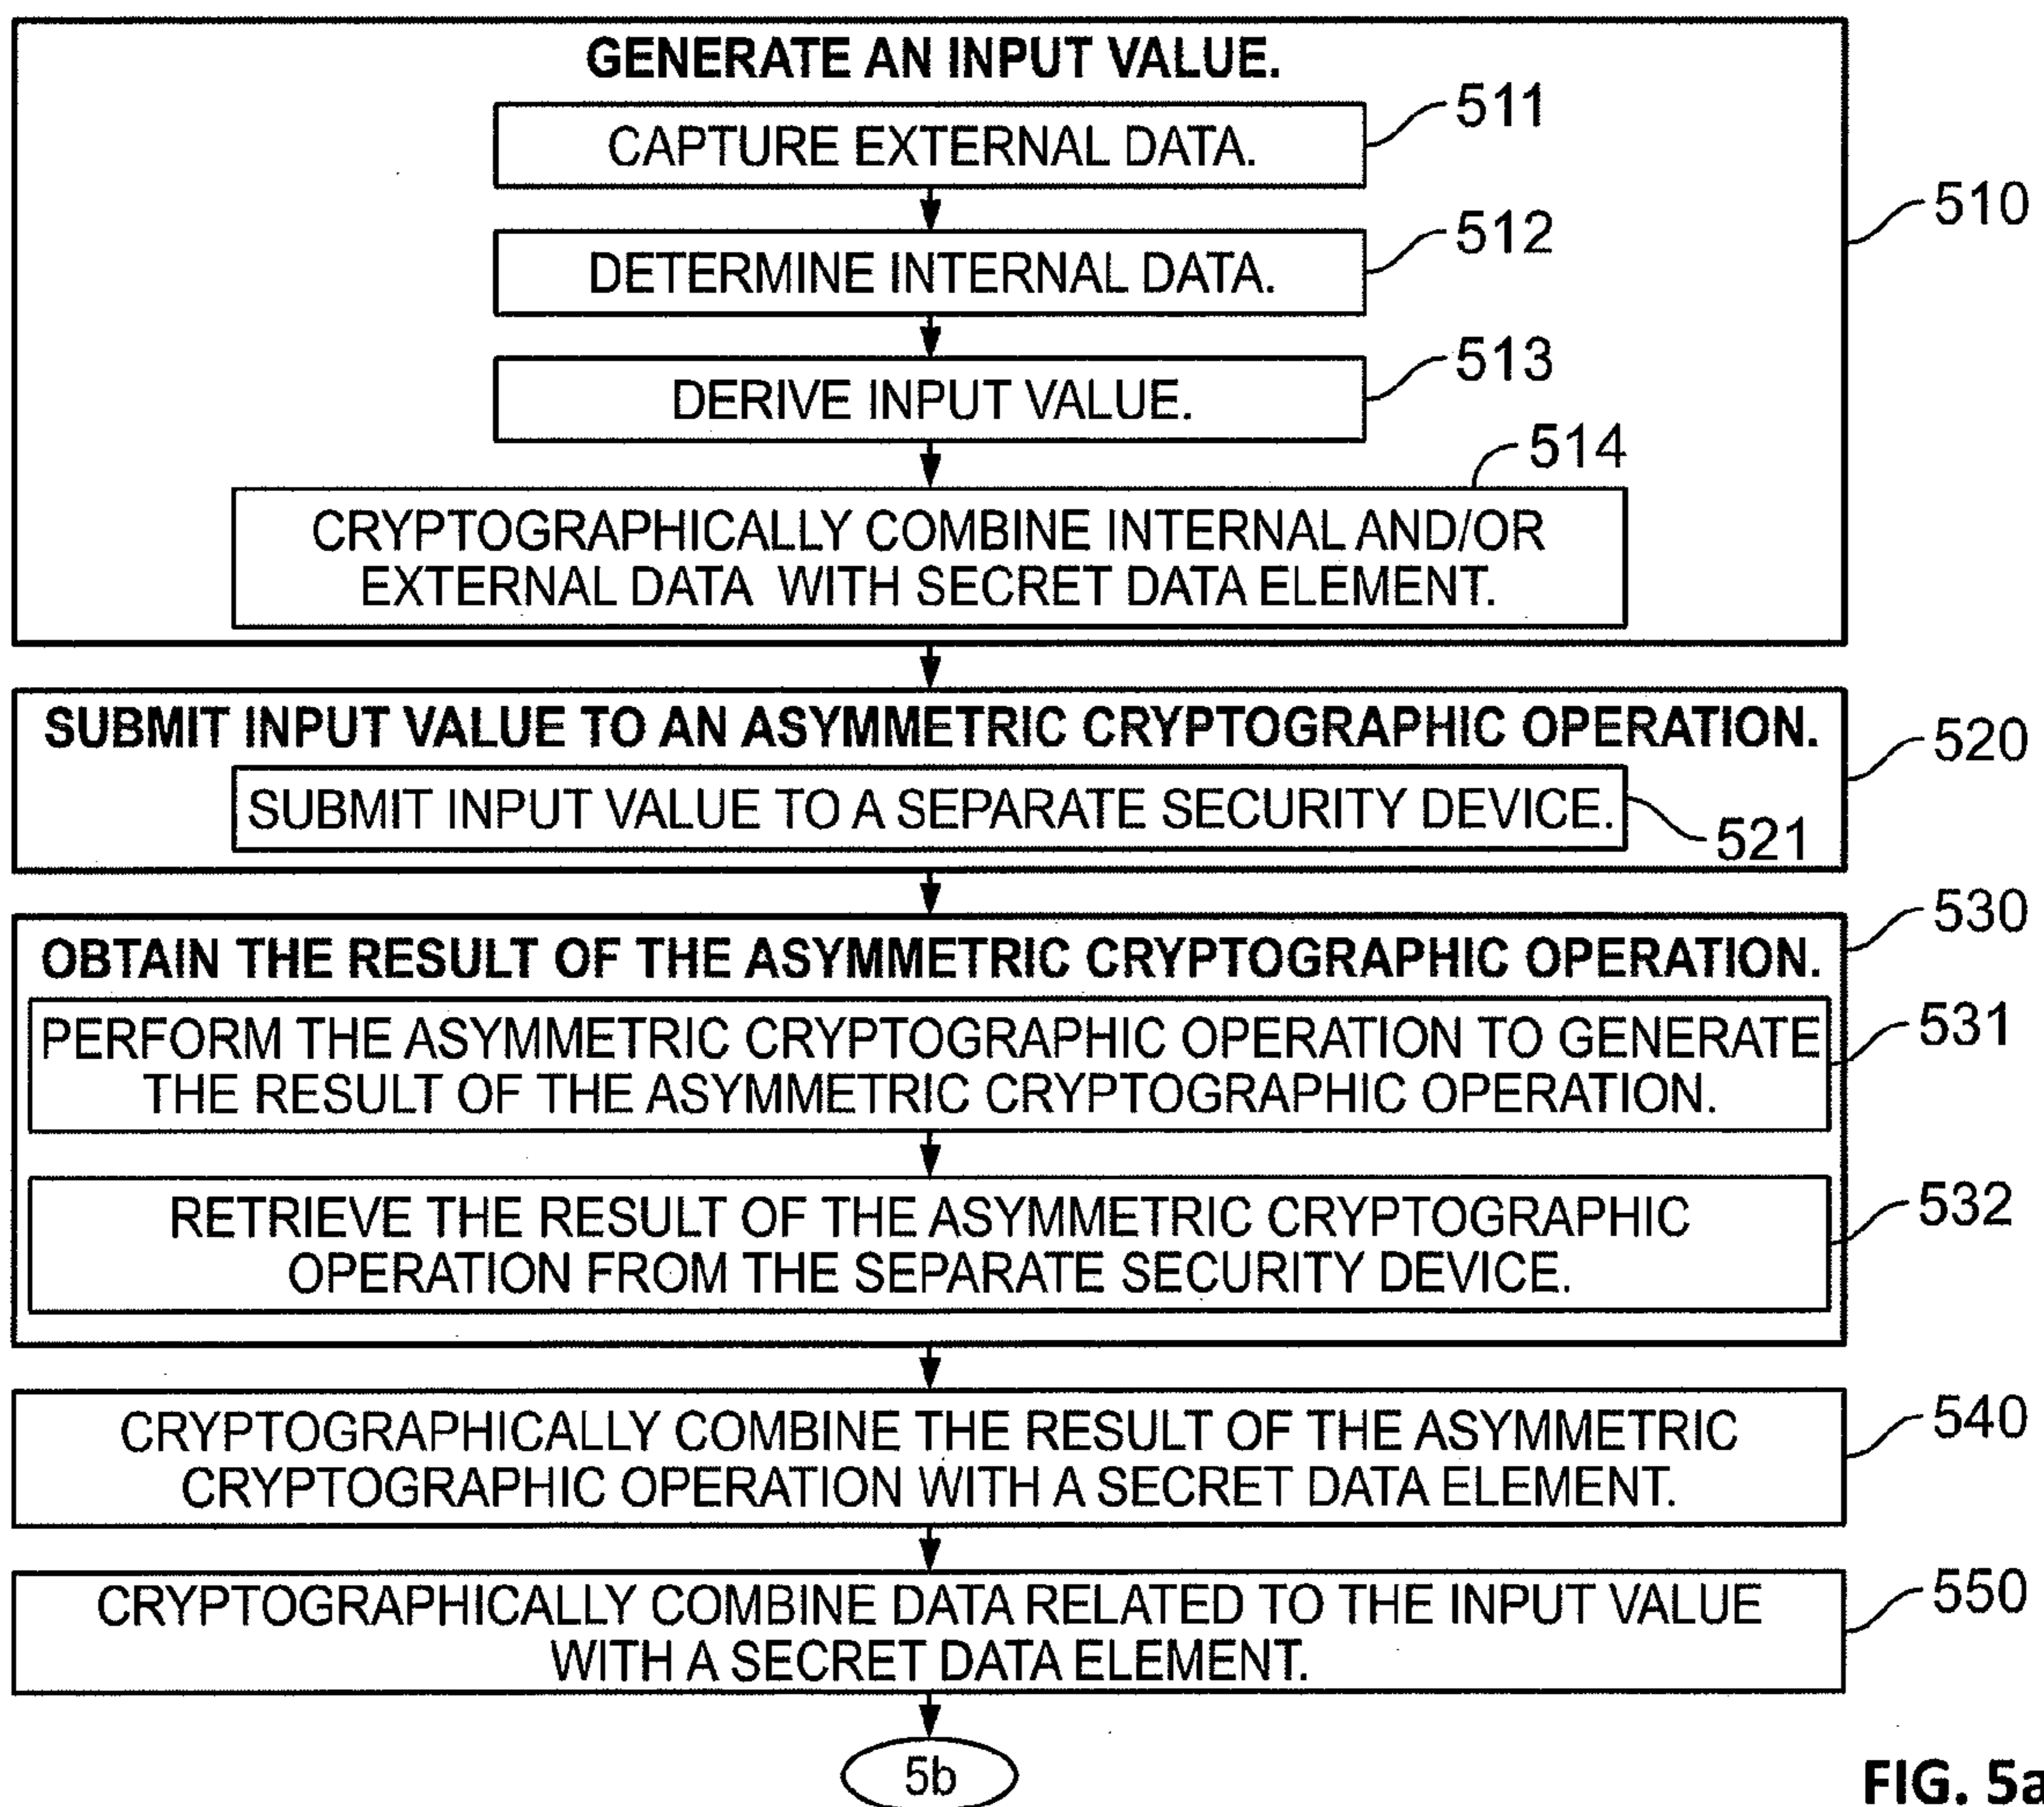 GENERATE AN INPUT VALUE.
511
CAPTURE EXTERNAL DATA.
510
512
DETERMINE INTERNAL DATA.
513
DERIVE INPUT VALUE.
514
CRYPTOGRAPHICALLY COMBINE INTERNAL AND/OR
EXTERNAL DATA WITH SECRET DATA ELEMENT.
SUBMIT INPUT VALUE TO AN ASYMMETRIC CRYPTOGRAPHIC OPERATION.
520
SUBMIT INPUT VALUE TO A SEPARATE SECURITY DEVICE.
521
530
OBTAIN THE RESULT OF THE ASYMMETRIC CRYPTOGRAPHIC OPERATION.
PERFORM THE ASYMMETRIC CRYPTOGRAPHIC OPERATION TO GENERATE
THE RESULT OF THE ASYMMETRIC CRYPTOGRAPHIC OPERATION.
531
RETRIEVE THE RESULT OF THE ASYMMETRIC CRYPTOGRAPHIC
OPERATION FROM THE SEPARATE SECURITY DEVICE.
532
CRYPTOGRAPHICALLY COMBINE THE RESULT OF THE ASYMMETRIC
CRYPTOGRAPHIC OPERATION WITH A SECRET DATA ELEMENT.
540
CRYPTOGRAPHICALLY COMBINE DATA RELATED TO THE INPUT VALUE
WITH A SECRET DATA ELEMENT.
550
5b
FIG. 5a